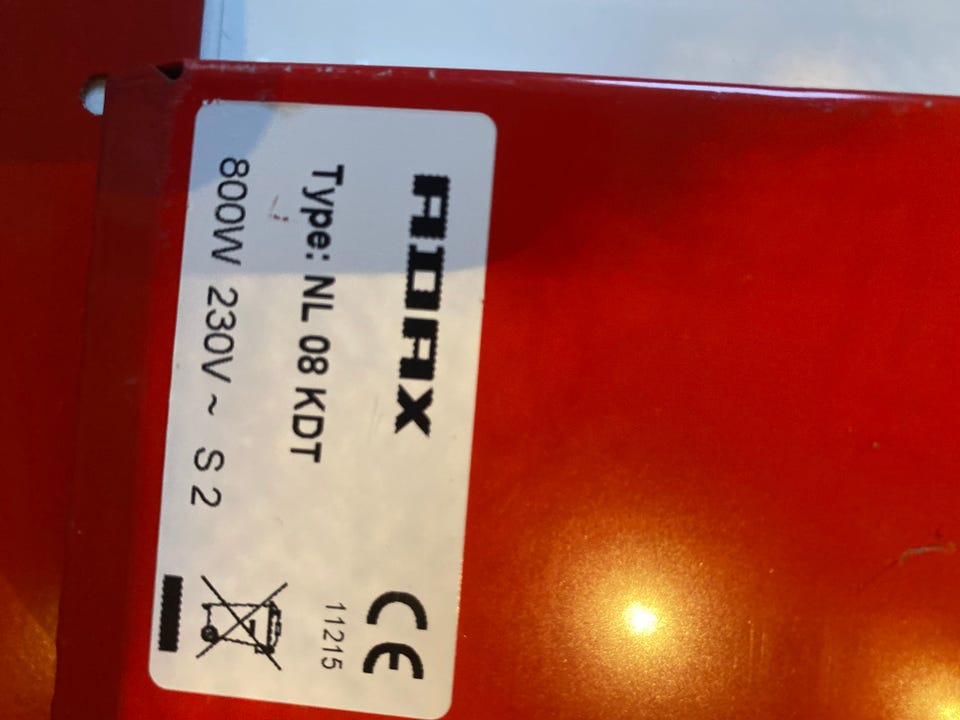 ADAX
Type: NL 08 KDT
800W 230V ~ S 2
CE
11215